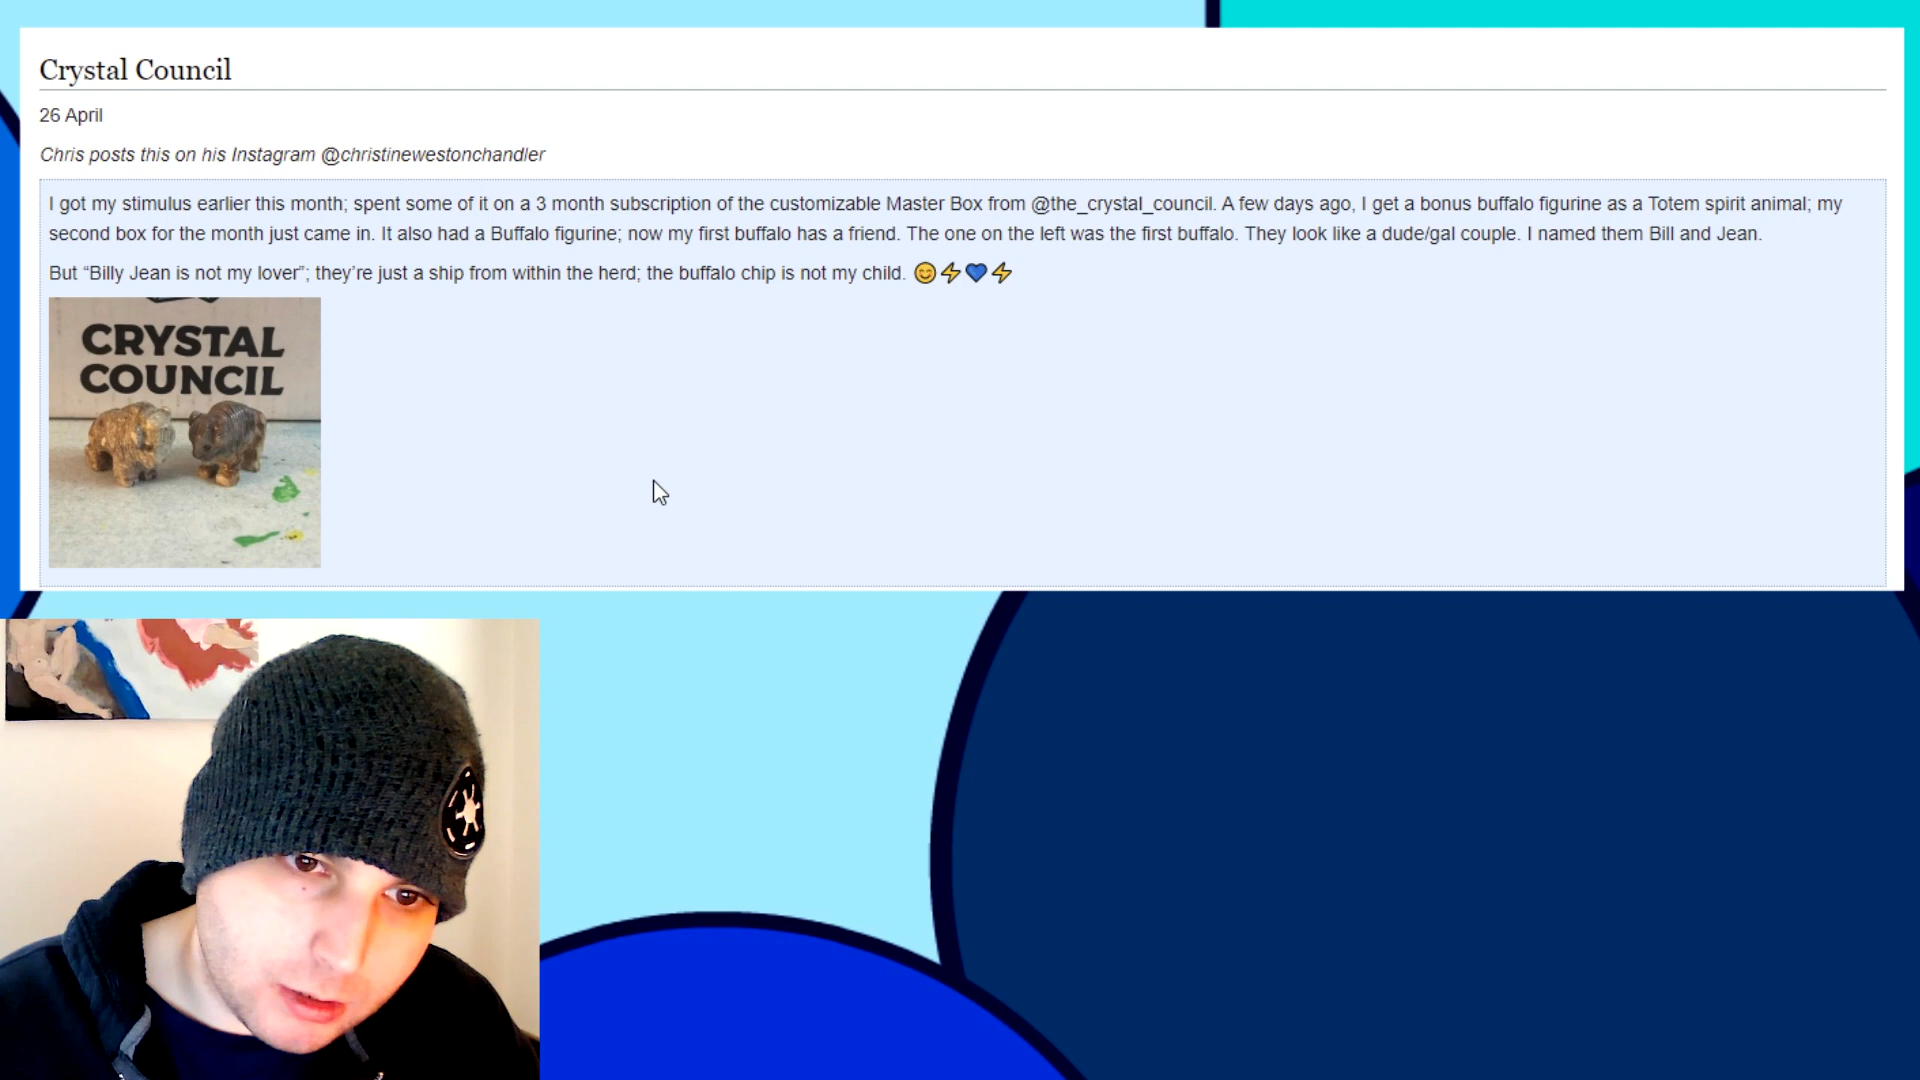 Crystal Council
26 April
Chris posts this on his Instagram @christinewestonchandler
I got my stimulus earlier this month; spent some of it on a 3 month subscription of the customizable Master Box from @the_crystal_council. A few days ago, I get a bonus buffalo figurine as a Totem spirit animal; my
second box for the month just came in. It also had a Buffalo figurine; now my first buffalo has a friend. The one on the left was the first buffalo. They look like a dude/gal couple. I named them Bill and Jean.
But “Billy Jean is not my lover”; they’re just a ship from within the herd; the buffalo chip is not my child. 😊⚡💙⚡
CRYSTAL
COUNCIL